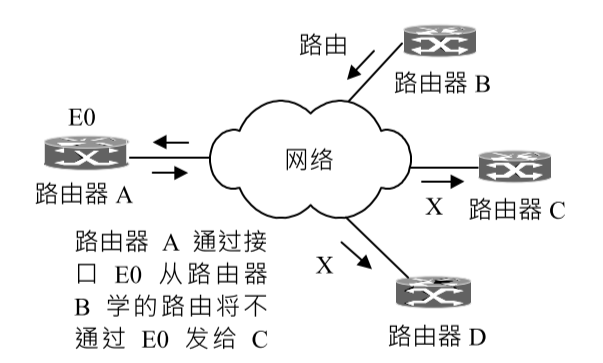 路由
路由器 B
E0
网络
路由器 A
X
路由器 C
路由器 A 通过接
口 E0 从路由器
B 学的路由将不
通过 E0 发给 C
X
路由器 D